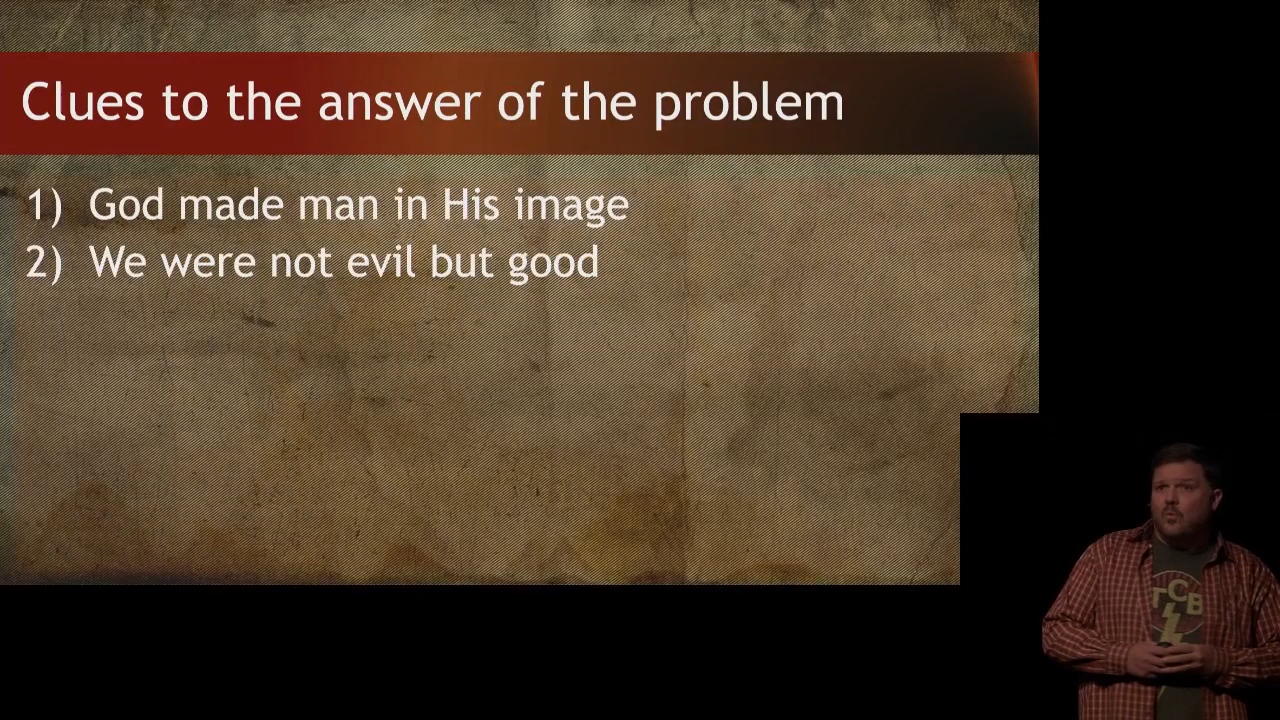 Clues to the answer of the problem
1) God made man in His image
2) We were not evil but good
TCB